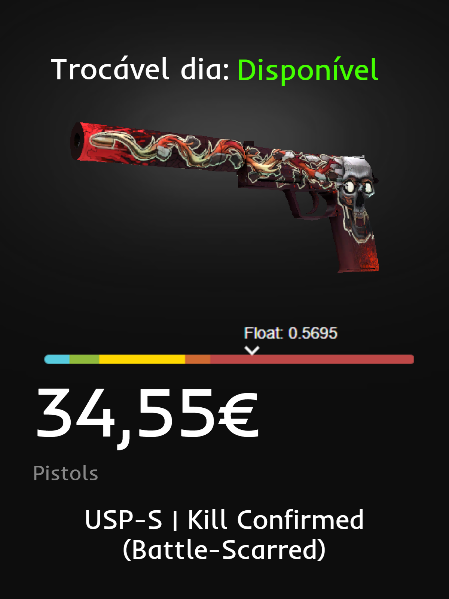 Trocável dia: Disponível
Float: 0.5695
34,55€
Pistols
USP-S | Kill Confirmed
(Battle-Scarred)